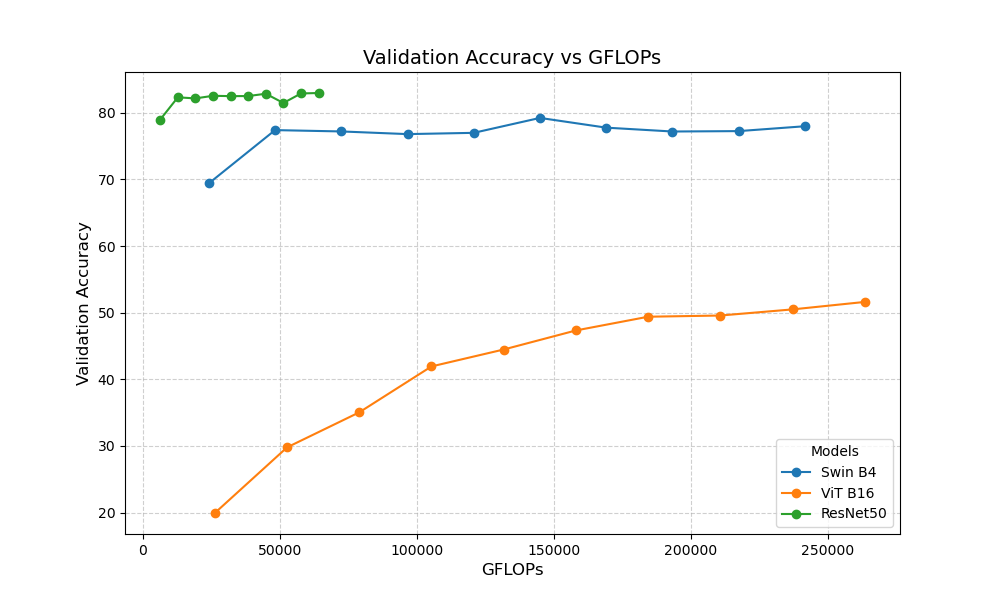 Validation Accuracy vs GFLOPs
Validation Accuracy
80
70
60
50
40
30
20
0
50000
100000
150000
200000
250000
GFLOPs
Models
Swin B4
ViT B16
ResNet50